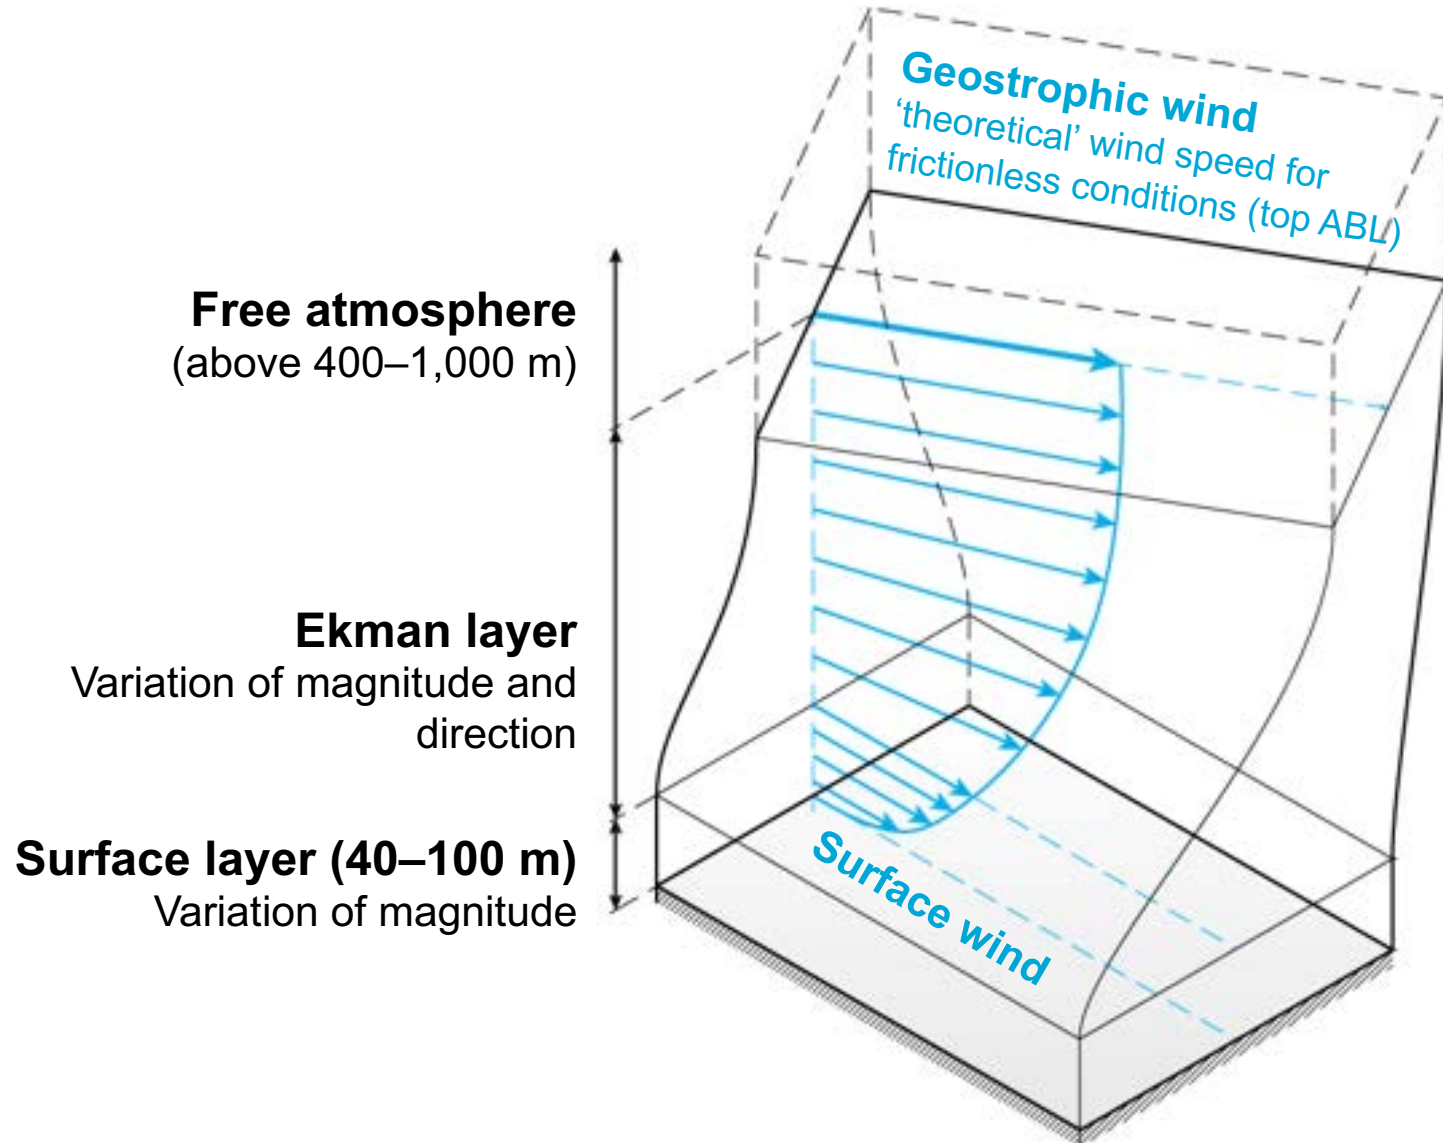 Geostrophic wind
‘theoretical’ wind speed for
frictionless conditions (top ABL)
Free atmosphere
(above 400–1,000 m)
Ekman layer
Variation of magnitude and
direction
Surface layer (40–100 m)
Variation of magnitude
Surface wind